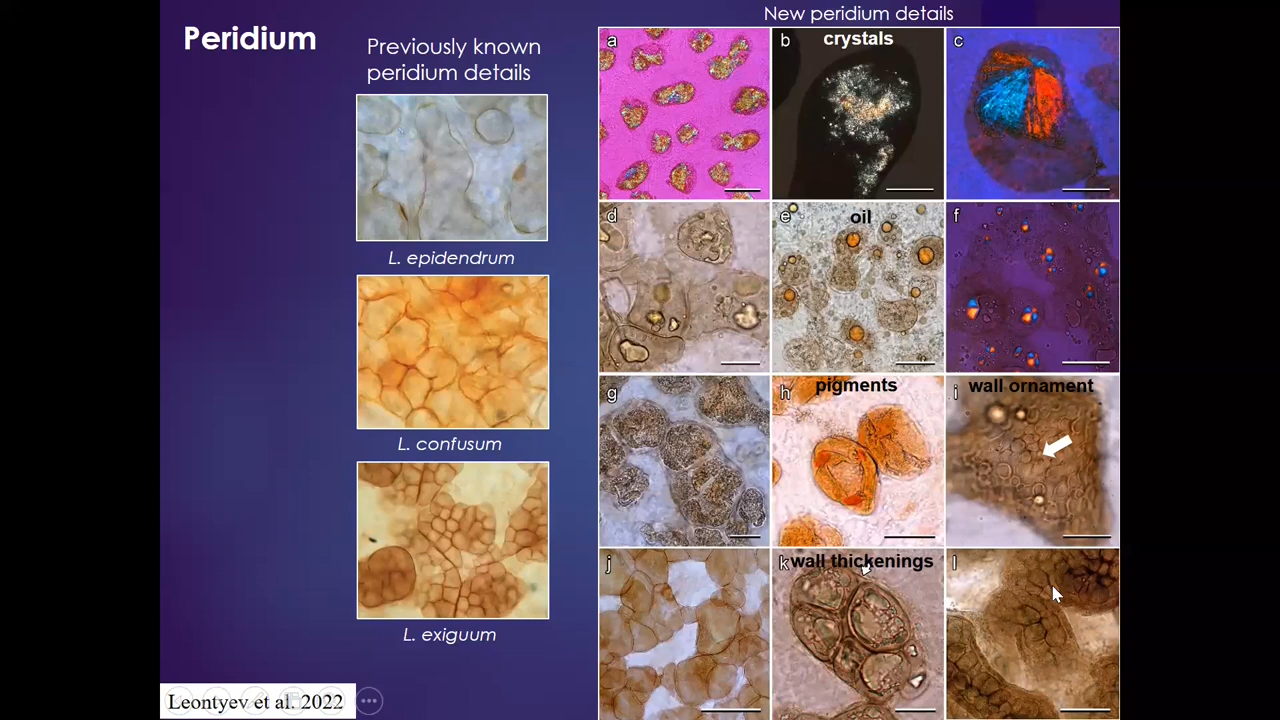 Peridium
Previously known
peridium details
L. epidendrum
L. confusum
L. exiguum
Leontyev et al. 2022
New peridium details
a
b
crystals
c
d
e
oil
f
g
h
pigments
i
wall ornament
j
k
wall thickenings
l